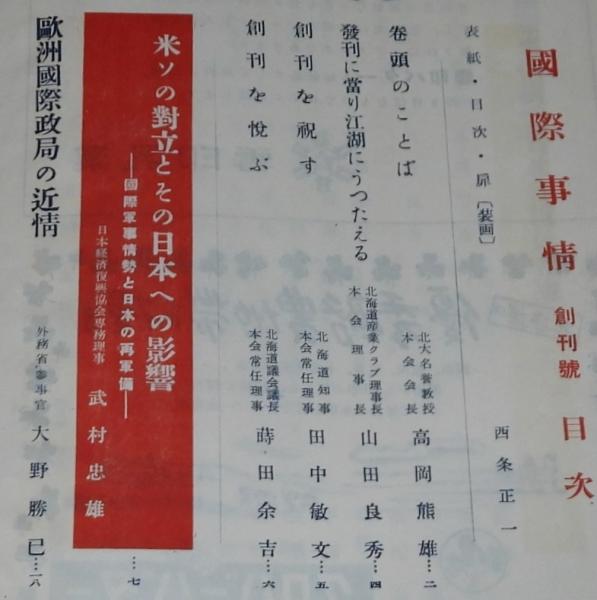 國際事情 創刊號 目次
表紙・目次・扉〔装画〕 西条正一
巻頭のことば 北大名誉教授 本会会長 高岡熊雄…二
發刊に當り江湖にうつたえる 北海道産業クラブ理事長 本会理事長 山田良秀…四
創刊を祝す 北海道知事 本会常任理事 田中敏文…五
創刊を悅ぶ 北海道議会議長 本会常任理事 蒔田余吉…六
米ソの對立とその日本への影響
―國際軍事情勢と日本の再軍備―
日本経済復興協会専務理事 武村忠雄…七
歐洲國際政局の近情 外務省参事官 大野勝巳…一八